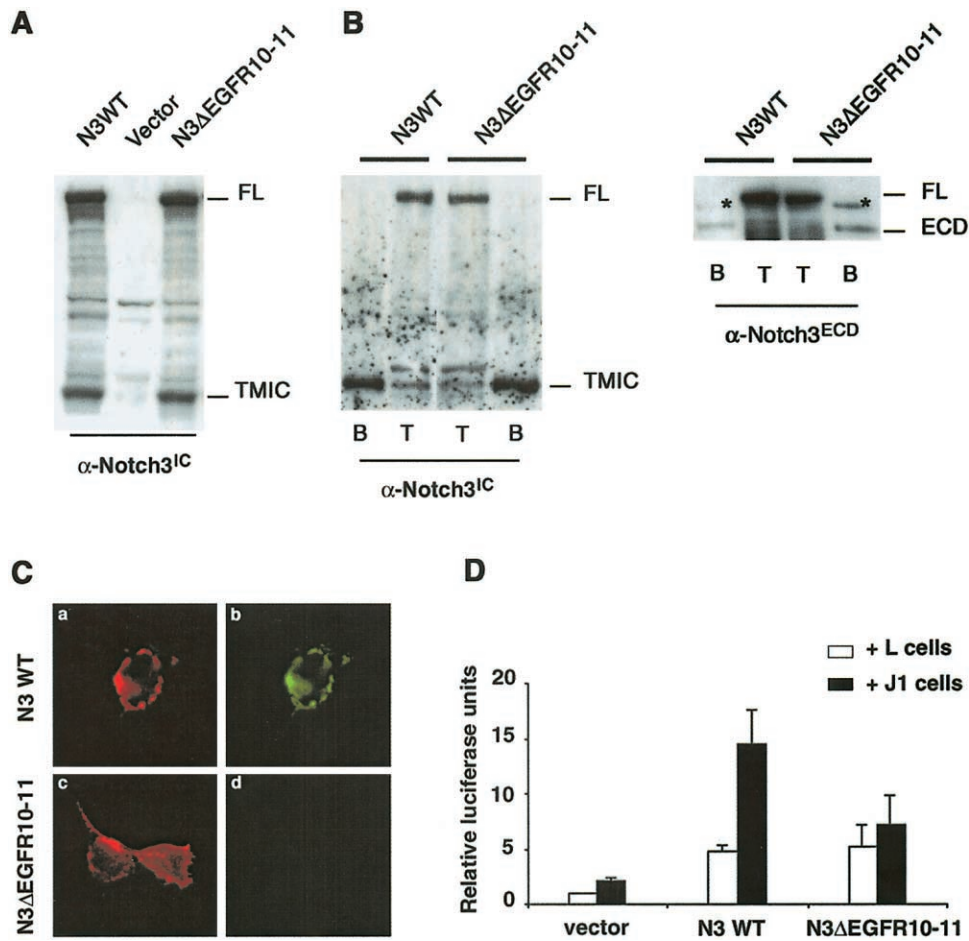 A
N3WT
Vector
N3ΔEGFR10-11
FL
TMIC
α-Notch3IC
B
N3WT
N3ΔEGFR10-11
FL
TMIC
B T T B
α-Notch3IC
N3WT
N3ΔEGFR10-11
* *
FL
ECD
B T T B
α-Notch3ECD
C
N3 WT
a
b
N3ΔEGFR10-11
c
d
D
+ L cells
+ J1 cells
Relative luciferase units
20
15
10
5
0
vector
N3 WT
N3ΔEGFR10-11